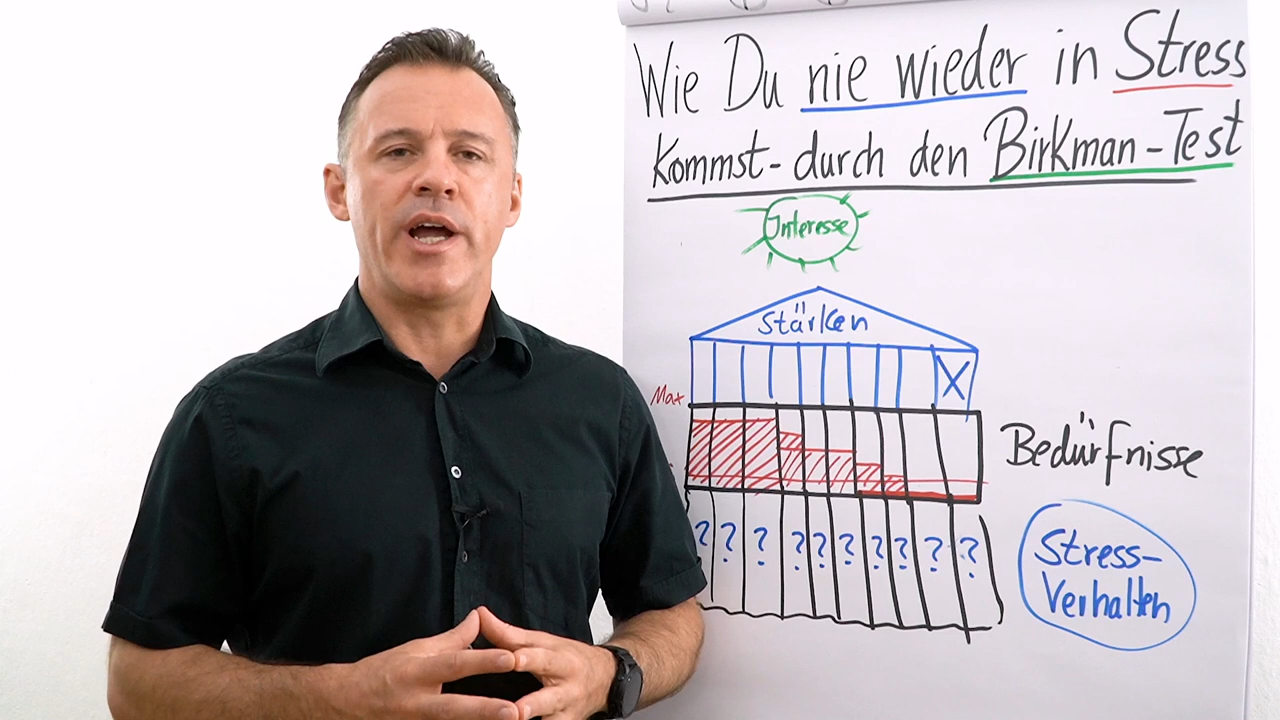 Wie Du nie wieder in Stress
kommst - durch den Birkman-Test
Interesse
Stärken
X
Max
Bedürfnisse
? ? ? ? ? ? ? ? ? ?
Stress-
Verhalten